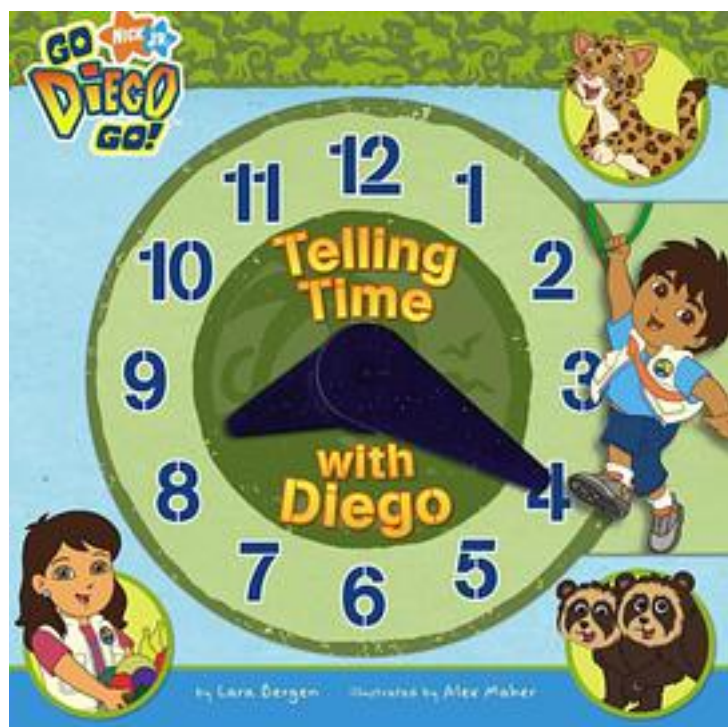 GO
NICK JR.
DIEGO
GO!
12
11
1
10
2
9
3
8
4
7
5
6
Telling
Time
with
Diego
by Lara Bergen illustrated by Alex Maher